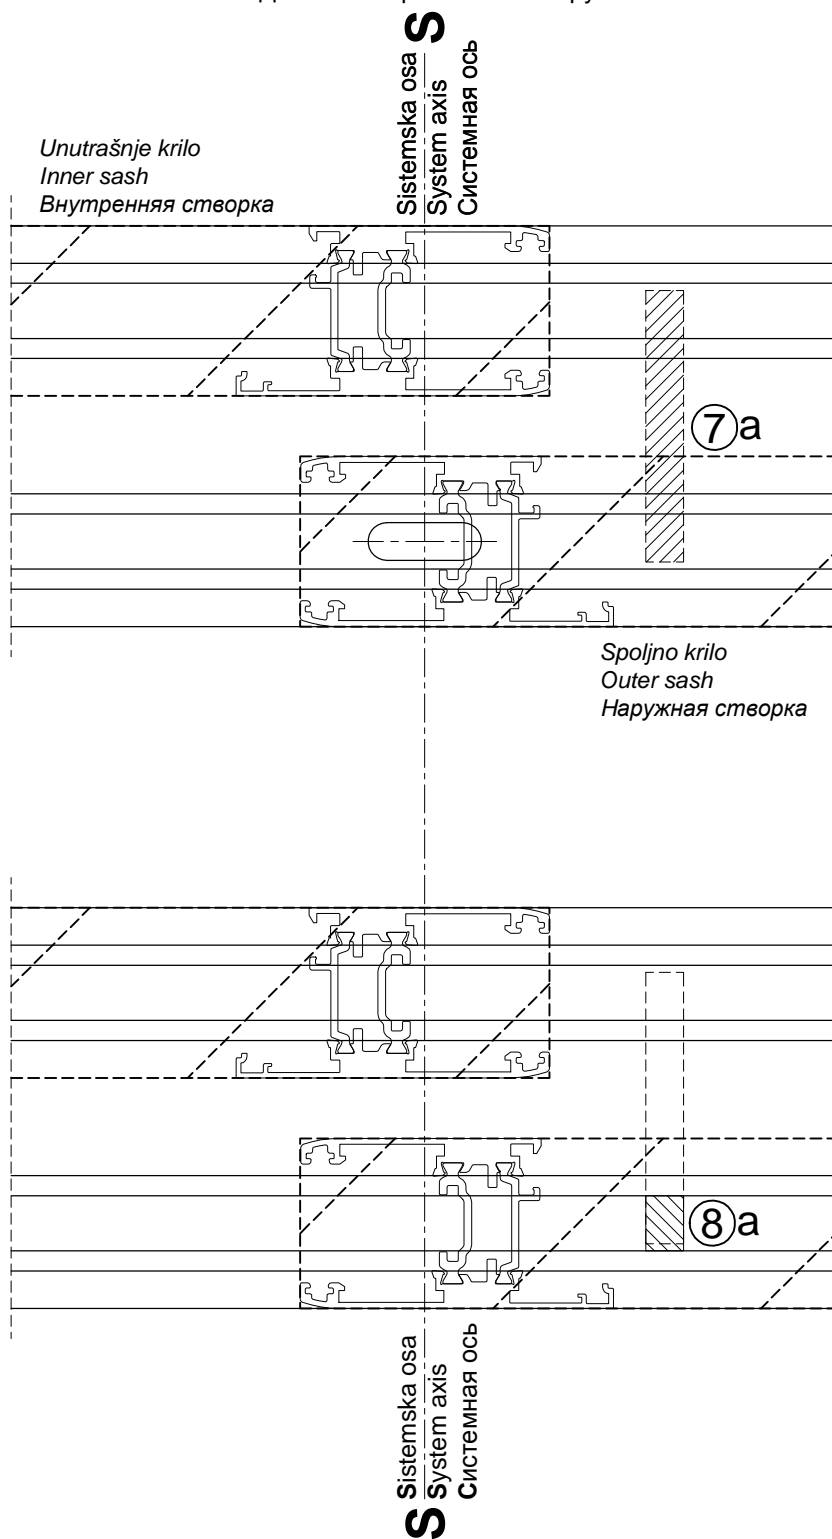 S
Sistemska osa
System axis
Системная ось
Unutrašnje krilo
Inner sash
Внутренняя створка
7a
Spoljno krilo
Outer sash
Наружная створка
8a
Sistemska osa
System axis
Системная ось
S